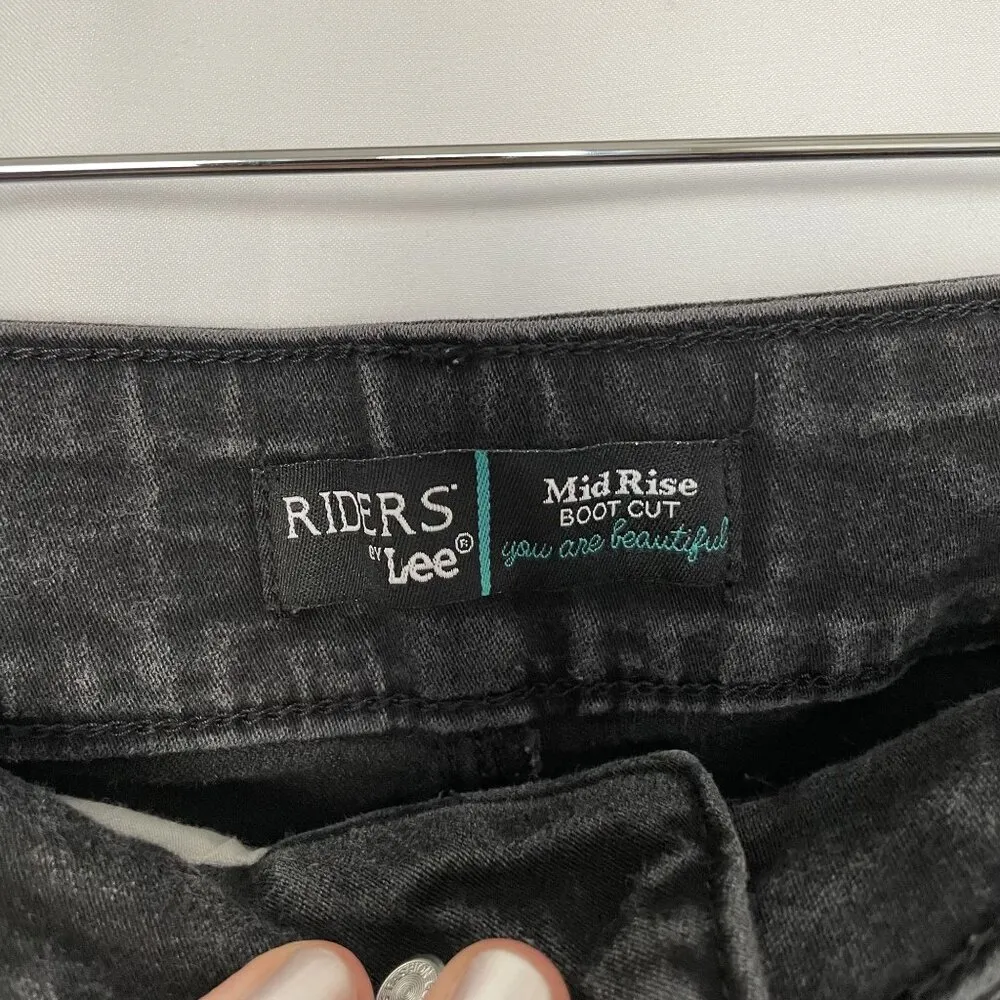 RIDERS
BY Lee®
Mid Rise
BOOT CUT
you are beautiful